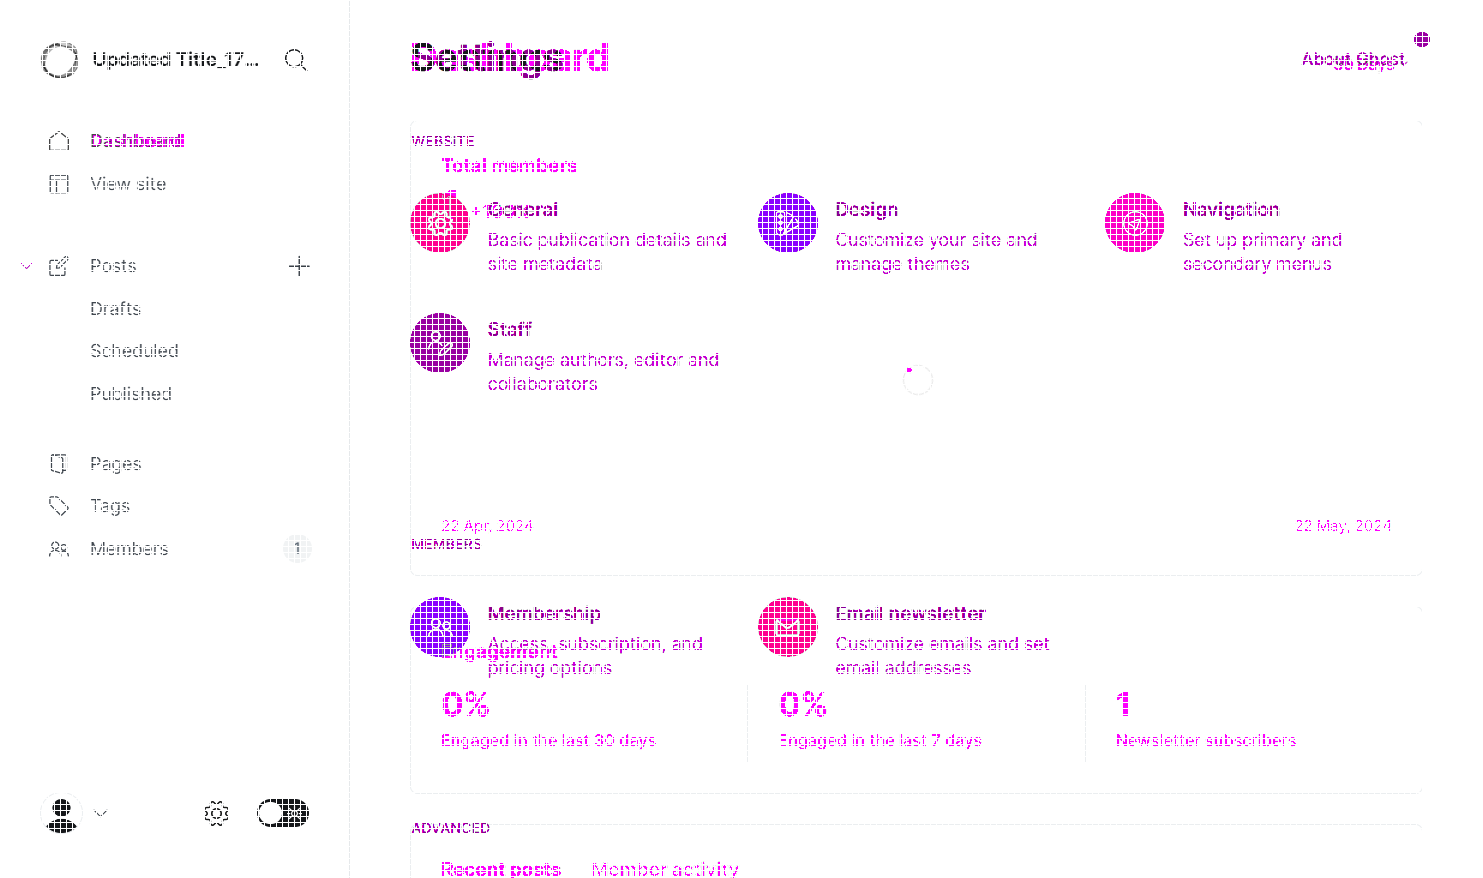 Updated Title_17...
Settings
About Ghost
Dashboard
View site
Posts
Drafts
Scheduled
Published
Pages
Tags
Members
1
WEBSITE
Total members
General
Basic publication details and
site metadata
Design
Customize your site and
manage themes
Navigation
Set up primary and
secondary menus
Staff
Manage authors, editor and
collaborators
22 Apr, 2024
22 May, 2024
MEMBERS
Membership
Access, subscription, and
pricing options
Email newsletter
Customize emails and set
email addresses
Engagement
0%
Engaged in the last 30 days
0%
Engaged in the last 7 days
1
Newsletter subscribers
ADVANCED
Recent posts
Member activity